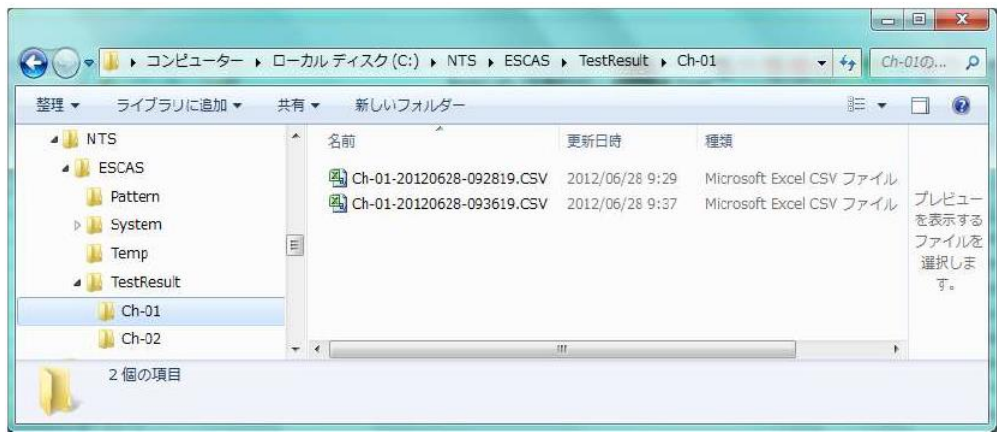 コンピューター ▸ ローカル ディスク (C:) ▸ NTS ▸ ESCAS ▸ TestResult ▸ Ch-01
Ch-01の...
整理 ライブラリに追加 共有 新しいフォルダー
NTS
ESCAS
Pattern
System
Temp
TestResult
Ch-01
Ch-02
名前 更新日時 種類
Ch-01-20120628-092819.CSV 2012/06/28 9:29 Microsoft Excel CSV ファイル
Ch-01-20120628-093619.CSV 2012/06/28 9:37 Microsoft Excel CSV ファイル
プレビュー
を表示する
ファイルを
選択しま
す。
2 個の項目